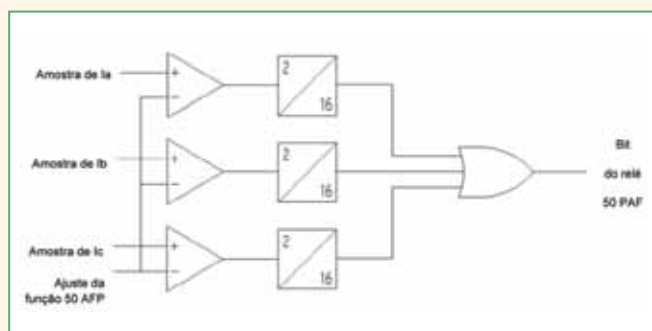 Amostra de Ia
+
−
2
16
Amostra de Ib
+
−
2
16
Bit
do relé
50 PAF
Amostra de Ic
+
−
2
16
Ajuste da
função 50 AFP